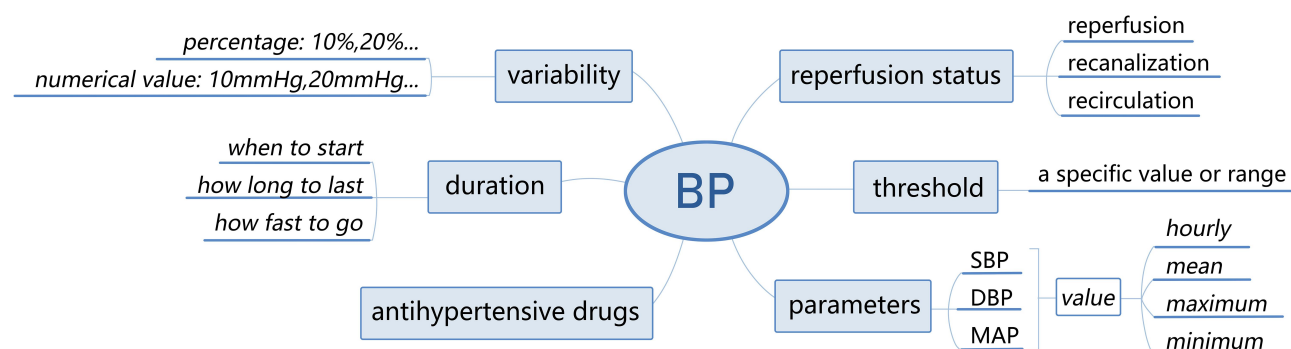 percentage: 10%,20%...
numerical value: 10mmHg,20mmHg...
variability
when to start
how long to last
how fast to go
duration
antihypertensive drugs
BP
reperfusion status
reperfusion
recanalization
recirculation
threshold
a specific value or range
parameters
SBP
DBP
MAP
value
hourly
mean
maximum
minimum